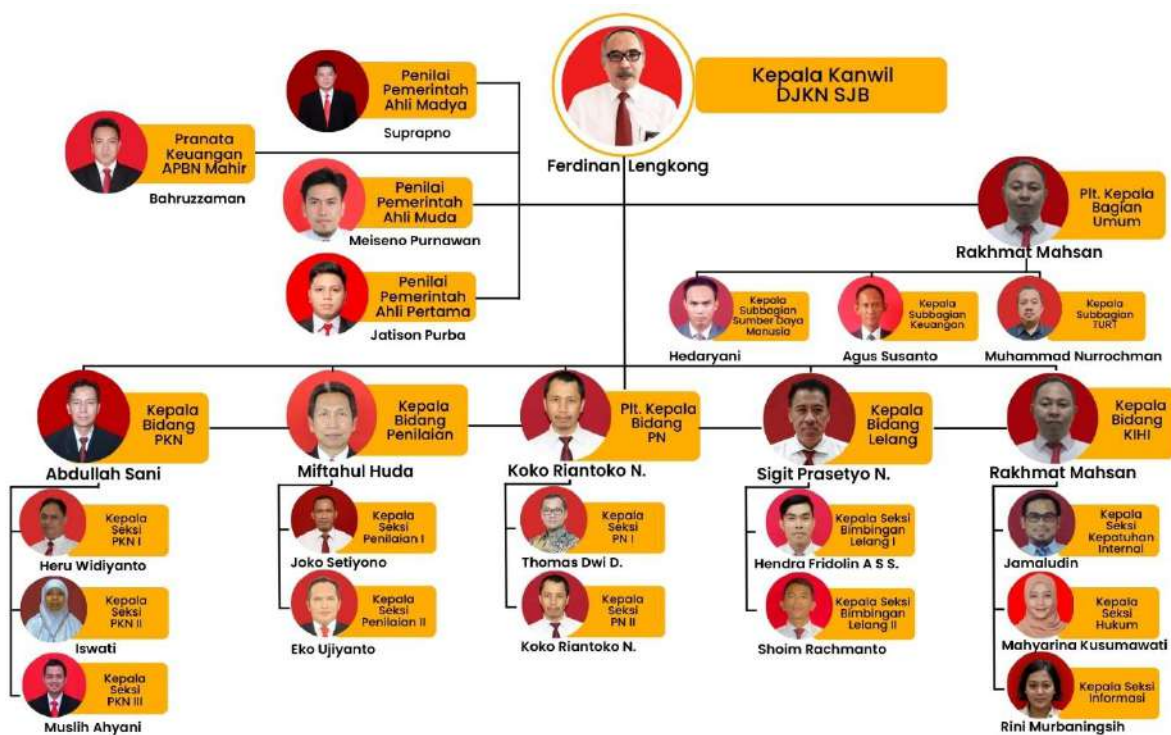 Kepala Kanwil
DJKN SJB
Ferdinan Lengkong
Penilai
Pemerintah
Ahli Madya
Suprapno
Pranata
Keuangan
APBN Mahir
Bahruzzaman
Penilai
Pemerintah
Ahli Muda
Meiseno Purnawan
Penilai
Pemerintah
Ahli Pertama
Jatison Purba
Plt. Kepala
Bagian
Umum
Rakhmat Mahsan
Kepala
Subbagian
Sumber Daya
Manusia
Hedaryani
Kepala
Subbagian
Keuangan
Agus Susanto
Kepala
Subbagian
TURT
Muhammad Nurrochman
Kepala
Bidang
PKN
Abdullah Sani
Kepala
Bidang
Penilaian
Miftahul Huda
Plt. Kepala
Bidang
PN
Koko Riantoko N.
Kepala
Bidang
Lelang
Sigit Prasetyo N.
Kepala
Bidang
KIHI
Rakhmat Mahsan
Kepala
Seksi
PKN I
Heru Widiyanto
Kepala
Seksi
PKN II
Iswati
Kepala
Seksi
PKN III
Muslih Ahyani
Kepala
Seksi
Penilaian I
Joko Setiyono
Kepala
Seksi
Penilaian II
Eko Ujiyanto
Kepala
Seksi
PN I
Thomas Dwi D.
Kepala
Seksi
PN II
Koko Riantoko N.
Kepala Seksi
Bimbingan
Lelang I
Hendra Fridolin A S S.
Kepala Seksi
Bimbingan
Lelang II
Shoim Rachmanto
Kepala
Seksi
Kepatuhan
Internal
Jamaludin
Kepala
Seksi
Hukum
Mahyarina Kusumawati
Kepala Seksi
Informasi
Rini Murbaningsih